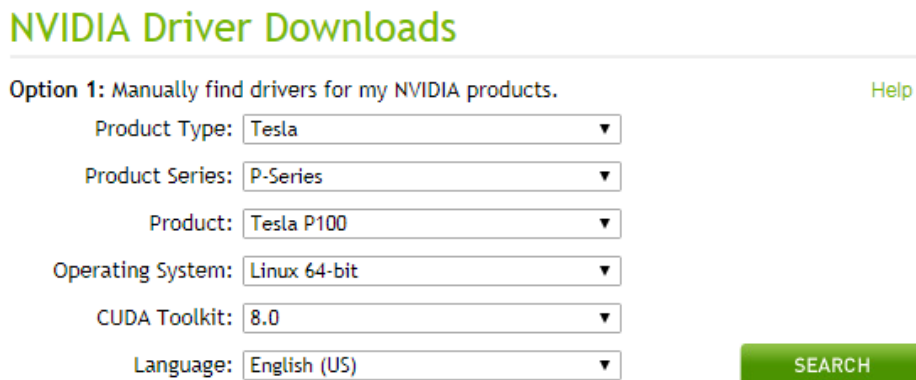 NVIDIA Driver Downloads
Option 1: Manually find drivers for my NVIDIA products. Help
Product Type: Tesla
Product Series: P-Series
Product: Tesla P100
Operating System: Linux 64-bit
CUDA Toolkit: 8.0
Language: English (US) SEARCH